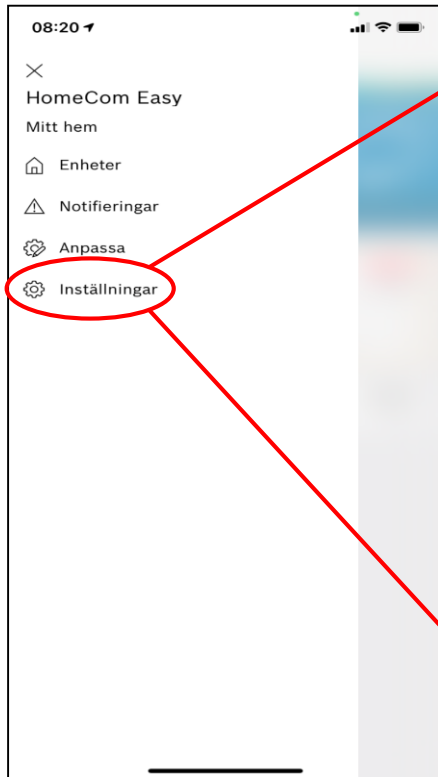 08:20
HomeCom Easy
Mitt hem
Enheter
Notifieringar
Anpassa
Inställningar